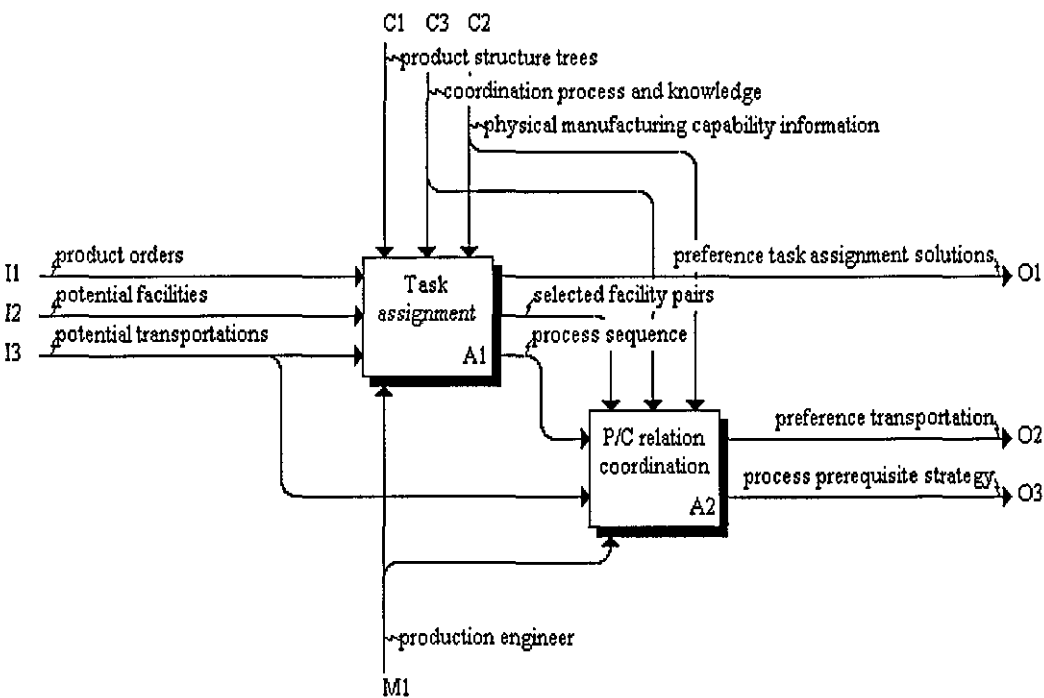 C1 C3 C2
product structure trees
coordination process and knowledge
physical manufacturing capability information
I1 product orders
I2 potential facilities
I3 potential transportations
Task
assignment
A1
preference task assignment solutions O1
selected facility pairs
process sequence
P/C relation
coordination
A2
preference transportation O2
process prerequisite strategy O3
production engineer
M1